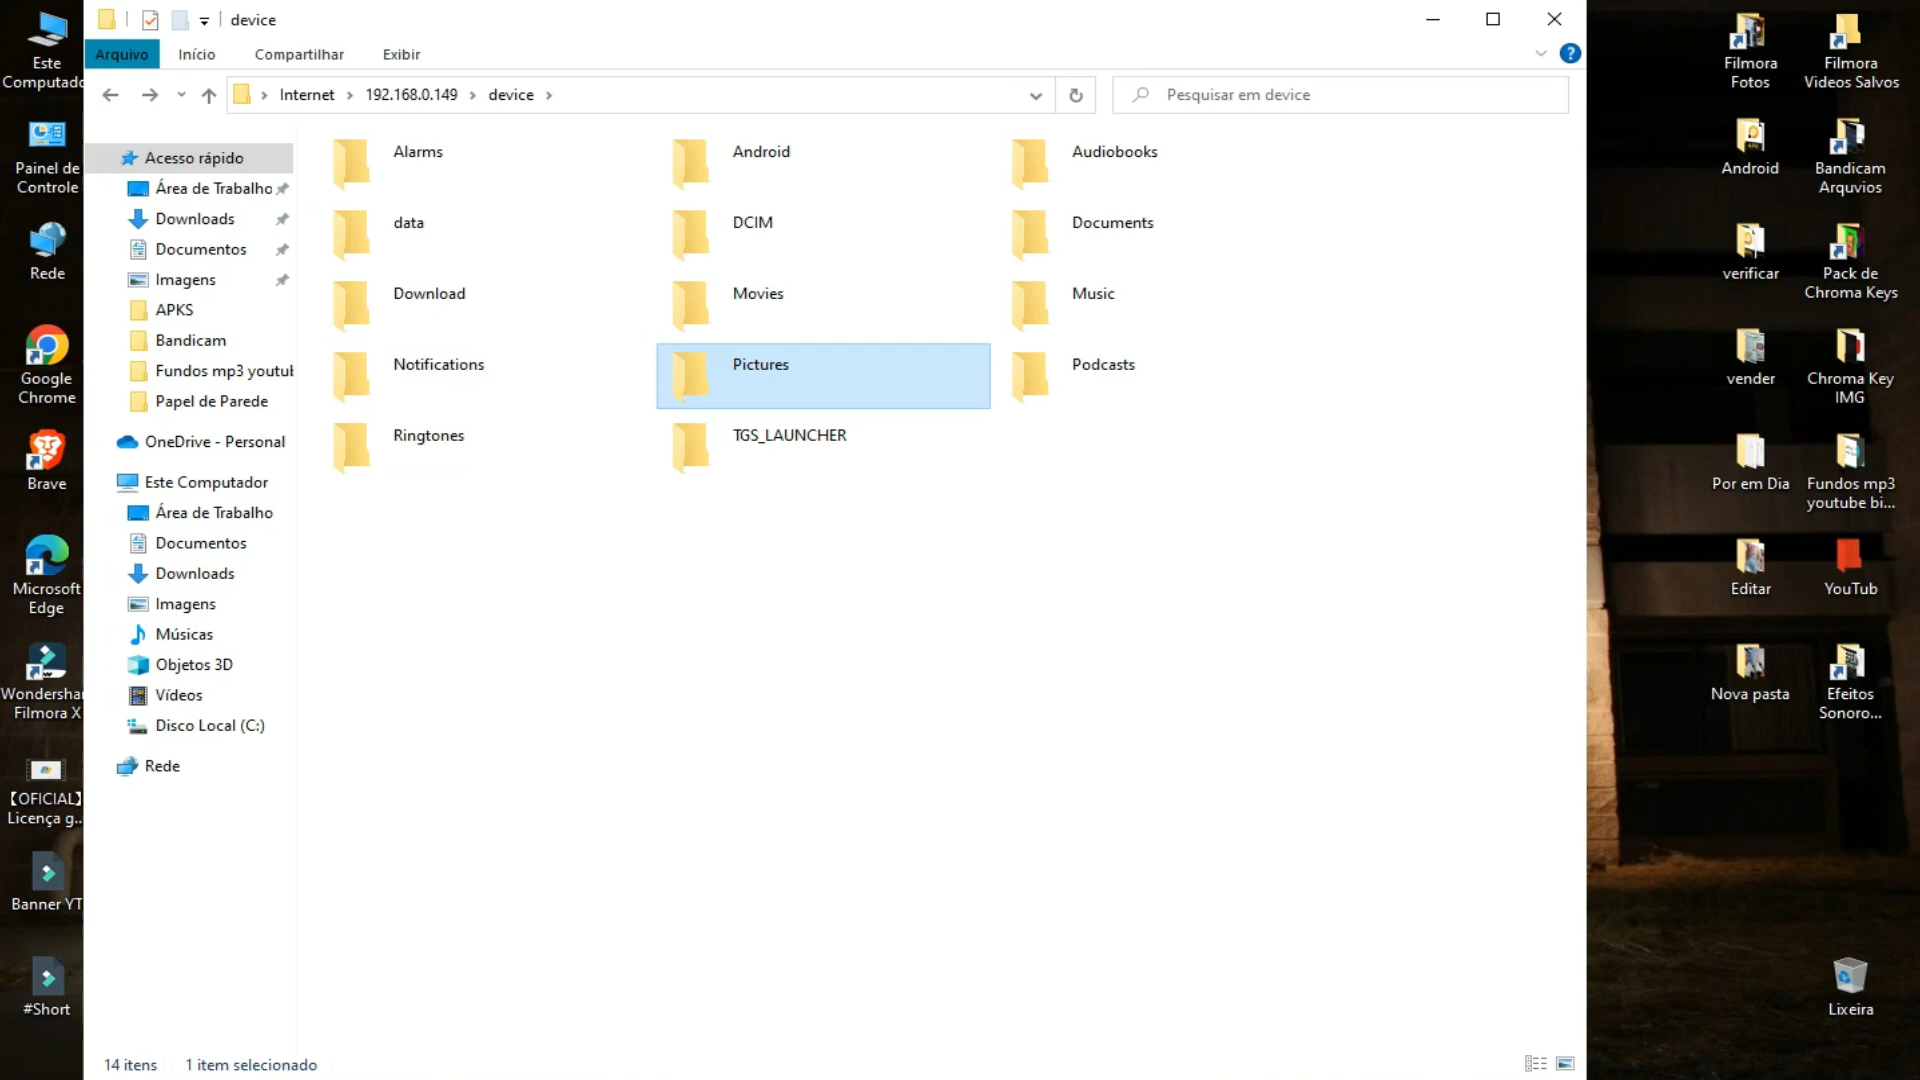 device
Arquivo
Início
Compartilhar
Exibir
Internet
192.168.0.149
device
Pesquisar em device
Acesso rápido
Área de Trabalho
Downloads
Documentos
Imagens
APKS
Bandicam
Fundos mp3 youtub
Papel de Parede
OneDrive - Personal
Este Computador
Área de Trabalho
Documentos
Downloads
Imagens
Músicas
Objetos 3D
Vídeos
Disco Local (C:)
Rede
Alarms
Android
Audiobooks
data
DCIM
Documents
Download
Movies
Music
Notifications
Pictures
Podcasts
Ringtones
TGS_LAUNCHER
14 itens
1 item selecionado
Este
Computado
Painel de
Controle
Rede
Google
Chrome
Brave
Microsoft
Edge
Wondersha
Filmora X
【OFICIAL】
Licença g...
Banner YT
#Short
Filmora
Fotos
Filmora
Videos Salvos
Android
Bandicam
Arquvios
verificar
Pack de
Chroma Keys
vender
Chroma Key
IMG
Por em Dia
Fundos mp3
youtube bi...
Editar
YouTub
Nova pasta
Efeitos
Sonoro...
Lixeira